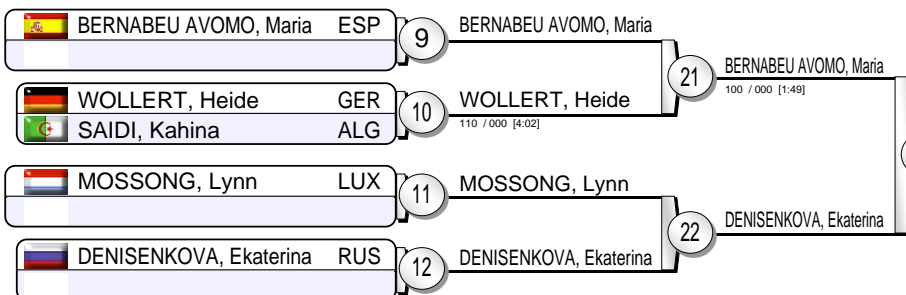 BERNABEU AVOMO, Maria ESP
9
BERNABEU AVOMO, Maria
WOLLERT, Heide GER
SAIDI, Kahina ALG
10
WOLLERT, Heide
110 / 000 [4:02]
21
BERNABEU AVOMO, Maria
100 / 000 [1:49]
MOSSONG, Lynn LUX
11
MOSSONG, Lynn
DENISENKOVA, Ekaterina RUS
12
DENISENKOVA, Ekaterina
22
DENISENKOVA, Ekaterina